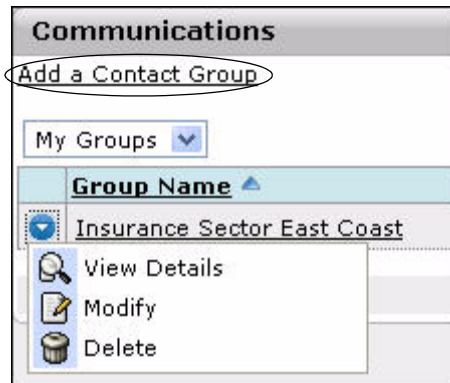 Communications
Add a Contact Group
My Groups
Group Name
Insurance Sector East Coast
View Details
Modify
Delete